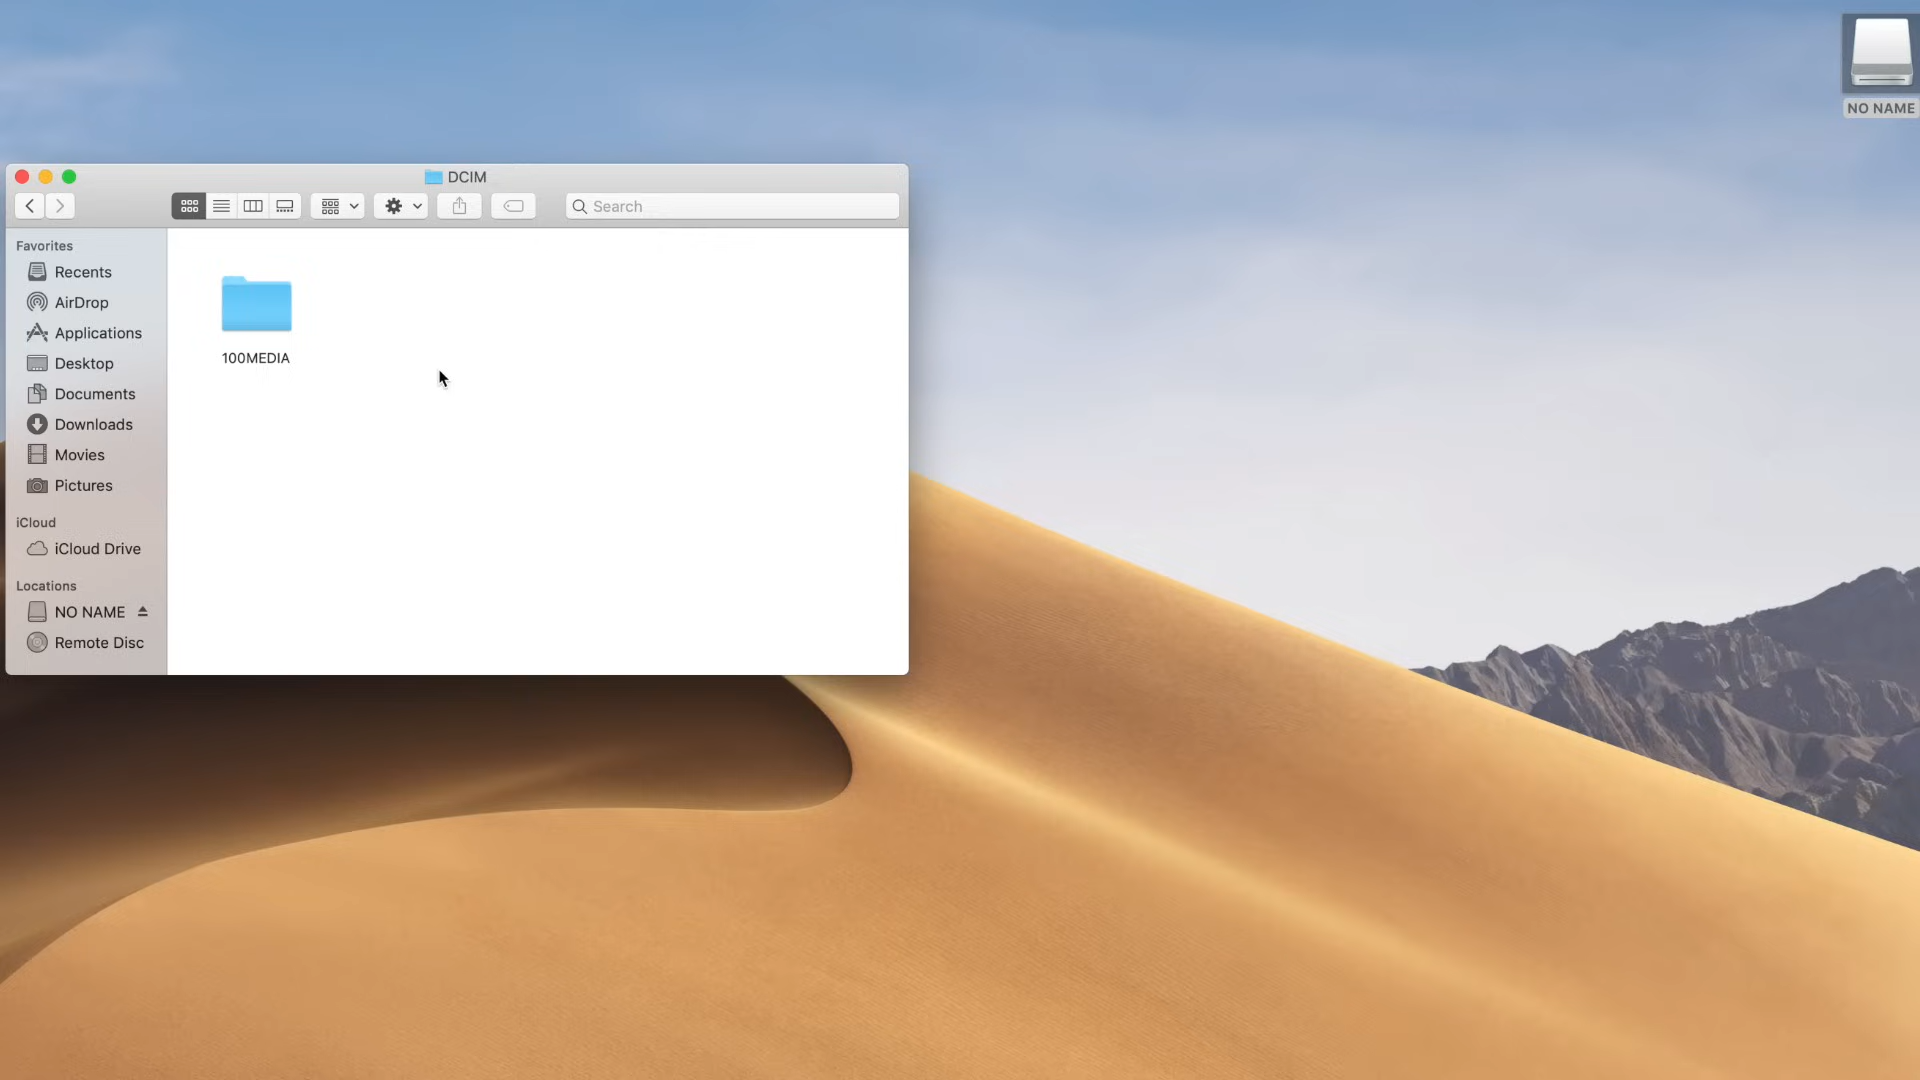 NO NAME
DCIM
Search
Favorites
Recents
AirDrop
Applications
Desktop
Documents
Downloads
Movies
Pictures
iCloud
iCloud Drive
Locations
NO NAME
Remote Disc
100MEDIA